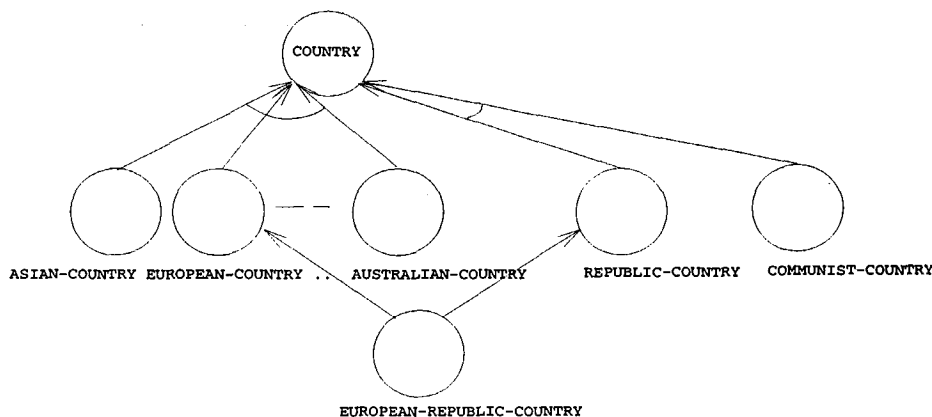 COUNTRY
ASIAN-COUNTRY EUROPEAN-COUNTRY .. AUSTRALIAN-COUNTRY REPUBLIC-COUNTRY COMMUNIST-COUNTRY
EUROPEAN-REPUBLIC-COUNTRY